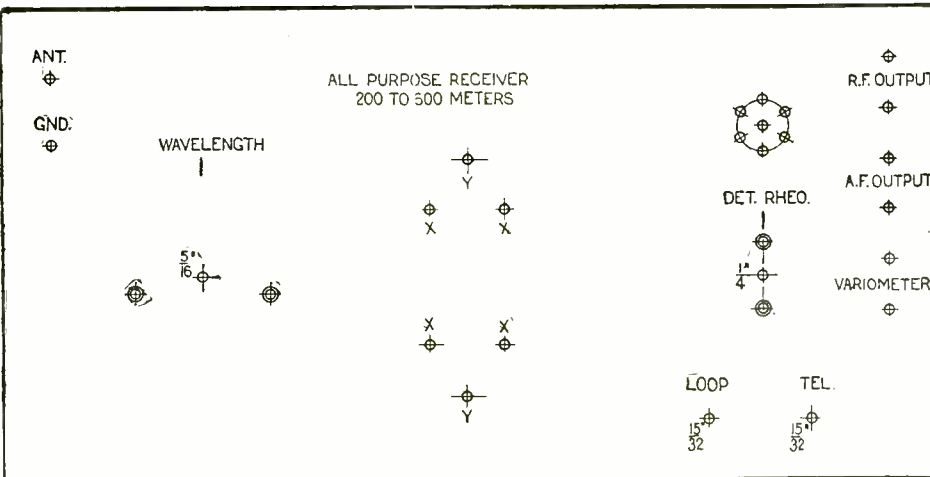 ANT.
GND.
WAVELENGTH
5"
16
ALL PURPOSE RECEIVER
200 TO 600 METERS
Y
X X
X X
Y
DET. RHEO.
1"
4
R.F. OUTPUT
A.F. OUTPUT
VARIOMETER
LOOP TEL.
15" 15"
32 32